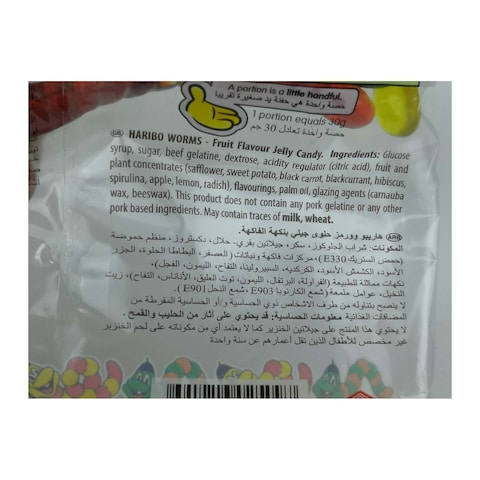 A portion is a little handful.
حصة واحدة هي حفنة يد صغيرة تقريبا
1 portion equals 30g
حصة واحدة تعادل 30 جم
GB HARIBO WORMS - Fruit Flavour Jelly Candy. Ingredients: Glucose
syrup, sugar, beef gelatine, dextrose, acidity regulator (citric acid), fruit and
plant concentrates (safflower, sweet potato, black carrot, blackcurrant, hibiscus,
spirulina, apple, lemon, radish), flavourings, palm oil, glazing agents (carnauba
wax, beeswax). This product does not contain any pork gelatine or any other
pork based ingredients. May contain traces of milk, wheat.
ARB هاريبو وورمز حلوى جيلي بنكهة الفاكهة.
المكونات: شراب الجلوكوز، سكر، جيلاتين بقري- حلال، دكستروز، منظم حموضة
(حمض الستريك E330)، مركزات فاكهة ونباتات (العصفر، البطاطا الحلوة، الجزر
الأسود، الكشمش الأسود، الكركديه، السبيرولينا، التفاح، الليمون، الفجل)،
نكهات مماثلة للطبيعة (الفراولة، البرتقال، الليمون، توت العليق، الأناناس، التفاح)، زيت
النخيل، عوامل ملمعة (شمع الكارنوبا E903، شمع النحل E901)
لا ينصح بتناوله من طرف الاشخاص ذوي الحساسية و/أو الحساسية المفرطة من
المضافات الغذائية معلومات الحساسية: قد يحتوي على أثار من الحليب و القمح.
لا يحتوي هذا المنتج على جيلاتين الخنزير كما لا يعتمد أي من مكوناته على لحم الخنزير
غير مخصص للأطفال الذين تقل أعمارهم عن سنة واحدة